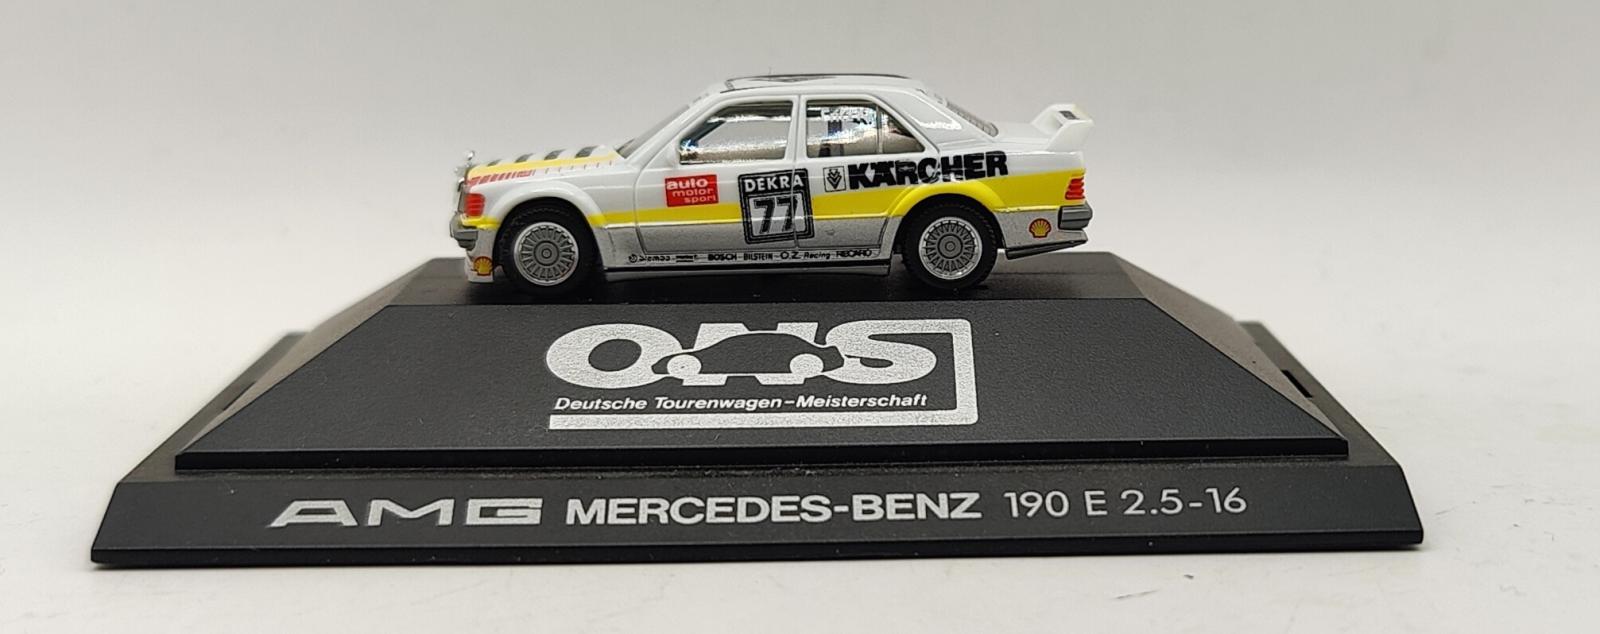 auto
motor
sport
DEKRA
77
KÄRCHER
BOSCH BILSTEIN O.Z. Racing RECARO
ONS
Deutsche Tourenwagen-Meisterschaft
AMG MERCEDES-BENZ 190 E 2.5-16